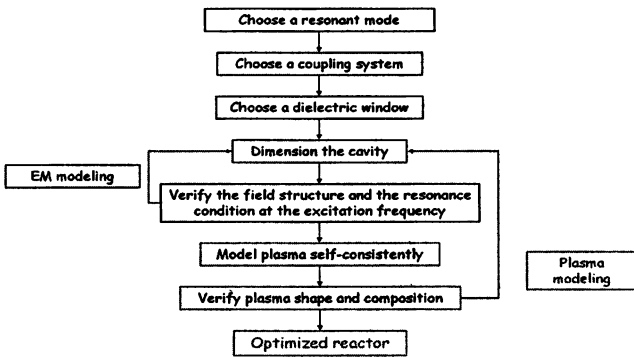 Choose a resonant mode
Choose a coupling system
Choose a dielectric window
Dimension the cavity
EM modeling
Verify the field structure and the resonance
condition at the excitation frequency
Model plasma self-consistently
Plasma
modeling
Verify plasma shape and composition
Optimized reactor